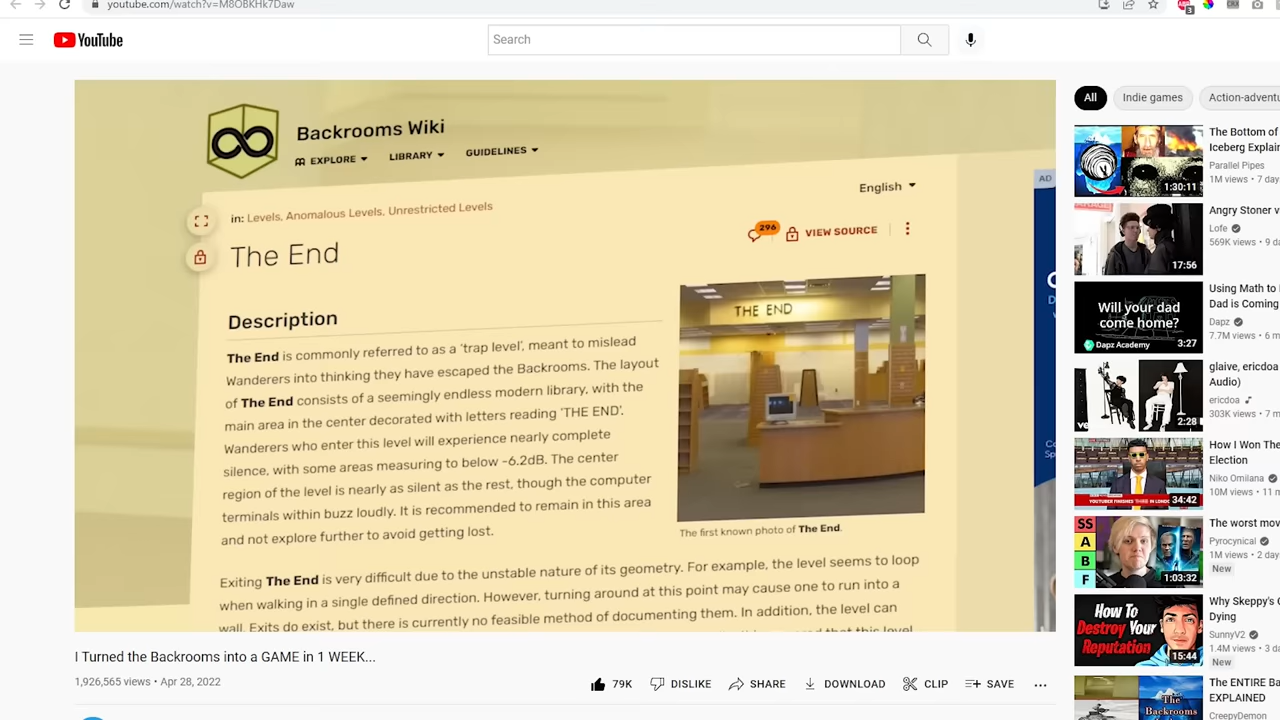 youtube.com/watch?v=M8OBKHk7Daw
3
YouTube
Search
Backrooms Wiki
EXPLORE
LIBRARY
GUIDELINES
English
in: Levels, Anomalous Levels, Unrestricted Levels
296
VIEW SOURCE
The End
THE END
Description
The End is commonly referred to as a 'trap level', meant to mislead
Wanderers into thinking they have escaped the Backrooms. The layout
of The End consists of a seemingly endless modern library, with the
main area in the center decorated with letters reading 'THE END'.
Wanderers who enter this level will experience nearly complete
silence, with some areas measuring to below -6.2dB. The center
region of the level is nearly as silent as the rest, though the computer
terminals within buzz loudly. It is recommended to remain in this area
and not explore further to avoid getting lost.
The first known photo of The End.
Exiting The End is very difficult due to the unstable nature of its geometry. For example, the level seems to loop
when walking in a single defined direction. However, turning around at this point may cause one to run into a
wall. Exits do exist, but there is currently no feasible method of documenting them. In addition, the level can
AD
I Turned the Backrooms into a GAME in 1 WEEK...
1,926,565 views • Apr 28, 2022
79K
DISLIKE
SHARE
DOWNLOAD
CLIP
SAVE
All
Indie games
Action-adventu
The Bottom of
Iceberg Explain
Parallel Pipes
1M views • 7 day
1:30:11
Angry Stoner v
Lofe
569K views • 9 d
17:56
Will your dad
come home?
Dapz Academy
3:27
Using Math to
Dad is Coming
Dapz
7.7M views • 6 m
glaive, ericdoa
Audio)
ericdoa
303K views • 7
2:28
How I Won The
Election
Niko Omilana
10M views • 11 m
34:42
SS
A
B
F
The worst mov
Pyrocynical
1M views • 2 day
New
1:03:32
How To
Destroy Your
Reputation
15:44
Why Skeppy's
Dying
SunnyV2
1.4M views • 3 d
New
The
Backrooms
The ENTIRE Ba
EXPLAINED
CreepyDemon